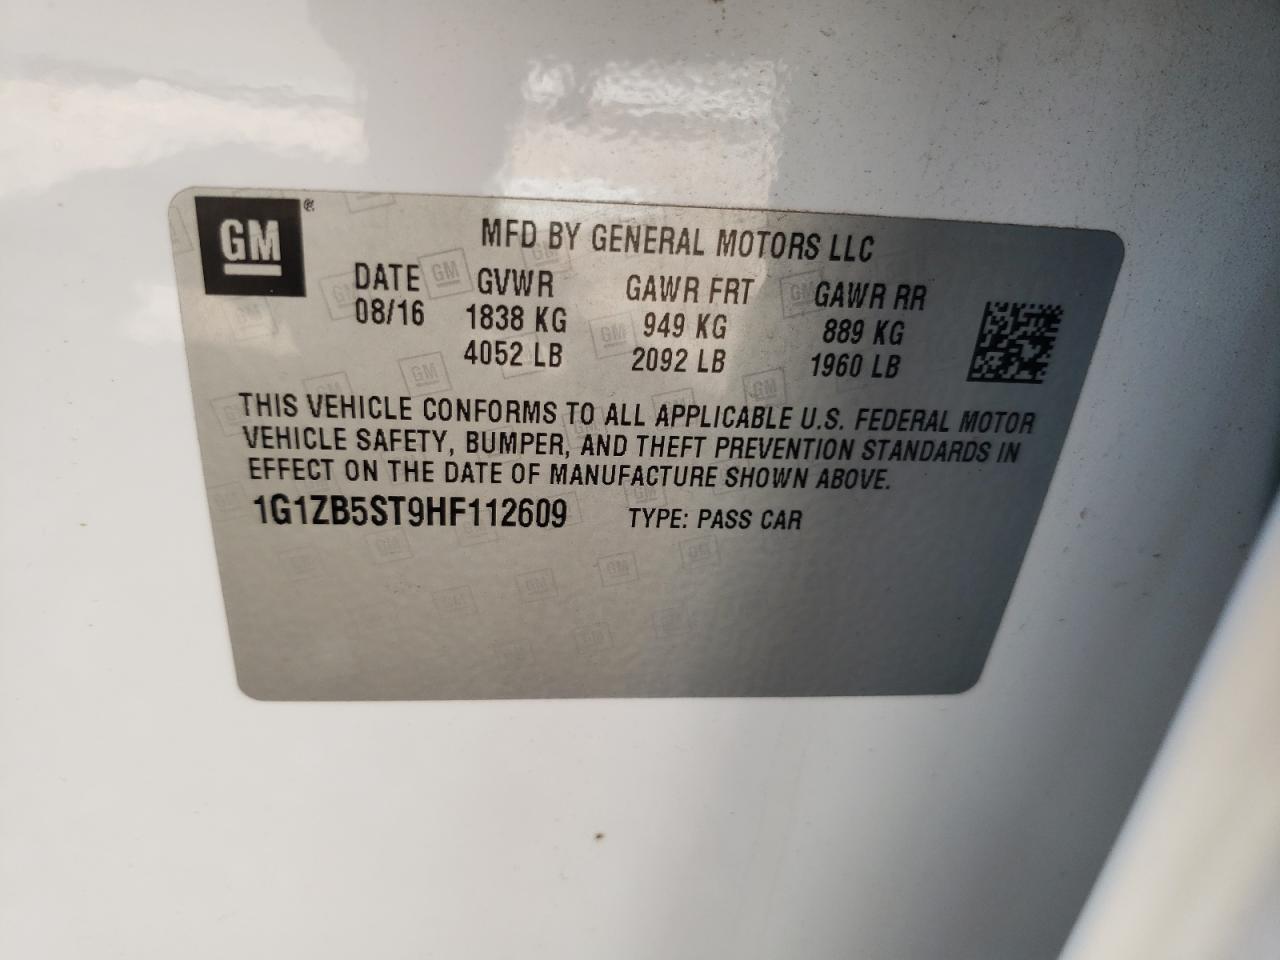 GM®
MFD BY GENERAL MOTORS LLC
DATE GVWR GAWR FRT GAWR RR
08/16 1838 KG 949 KG 889 KG
4052 LB 2092 LB 1960 LB
THIS VEHICLE CONFORMS TO ALL APPLICABLE U.S. FEDERAL MOTOR
VEHICLE SAFETY, BUMPER, AND THEFT PREVENTION STANDARDS IN
EFFECT ON THE DATE OF MANUFACTURE SHOWN ABOVE.
1G1ZB5ST9HF112609 TYPE: PASS CAR